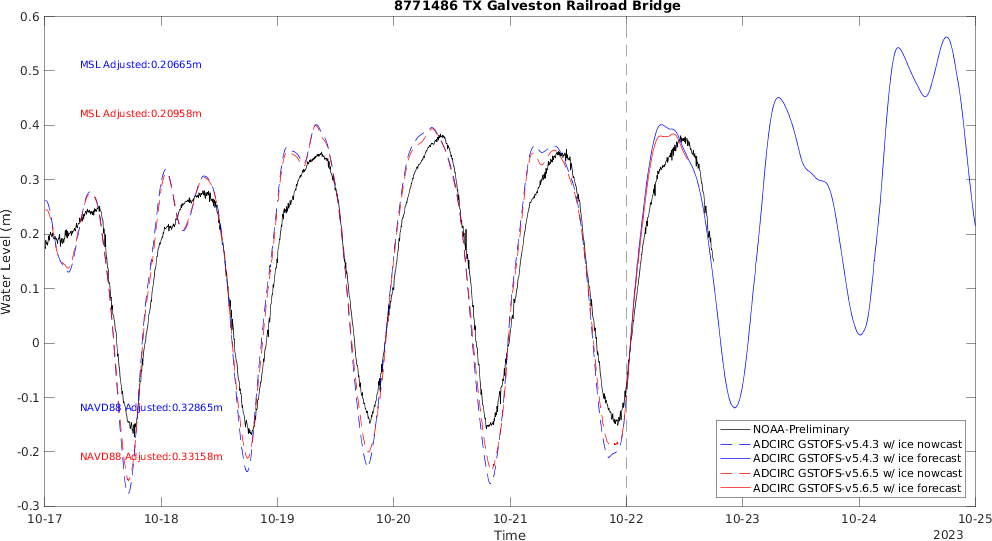 8771486 TX Galveston Railroad Bridge
0.6
0.5
0.4
0.3
0.2
0.1
0
-0.1
-0.2
-0.3
Water Level (m)
MSL Adjusted:0.20665m
MSL Adjusted:0.20958m
NAVD88 Adjusted:0.32865m
NAVD88 Adjusted:0.33158m
NOAA-Preliminary
ADCIRC GSTOFS-v5.4.3 w/ ice nowcast
ADCIRC GSTOFS-v5.4.3 w/ ice forecast
ADCIRC GSTOFS-v5.6.5 w/ ice nowcast
ADCIRC GSTOFS-v5.6.5 w/ ice forecast
10-17 10-18 10-19 10-20 10-21 10-22 10-23 10-24 10-25
Time
2023